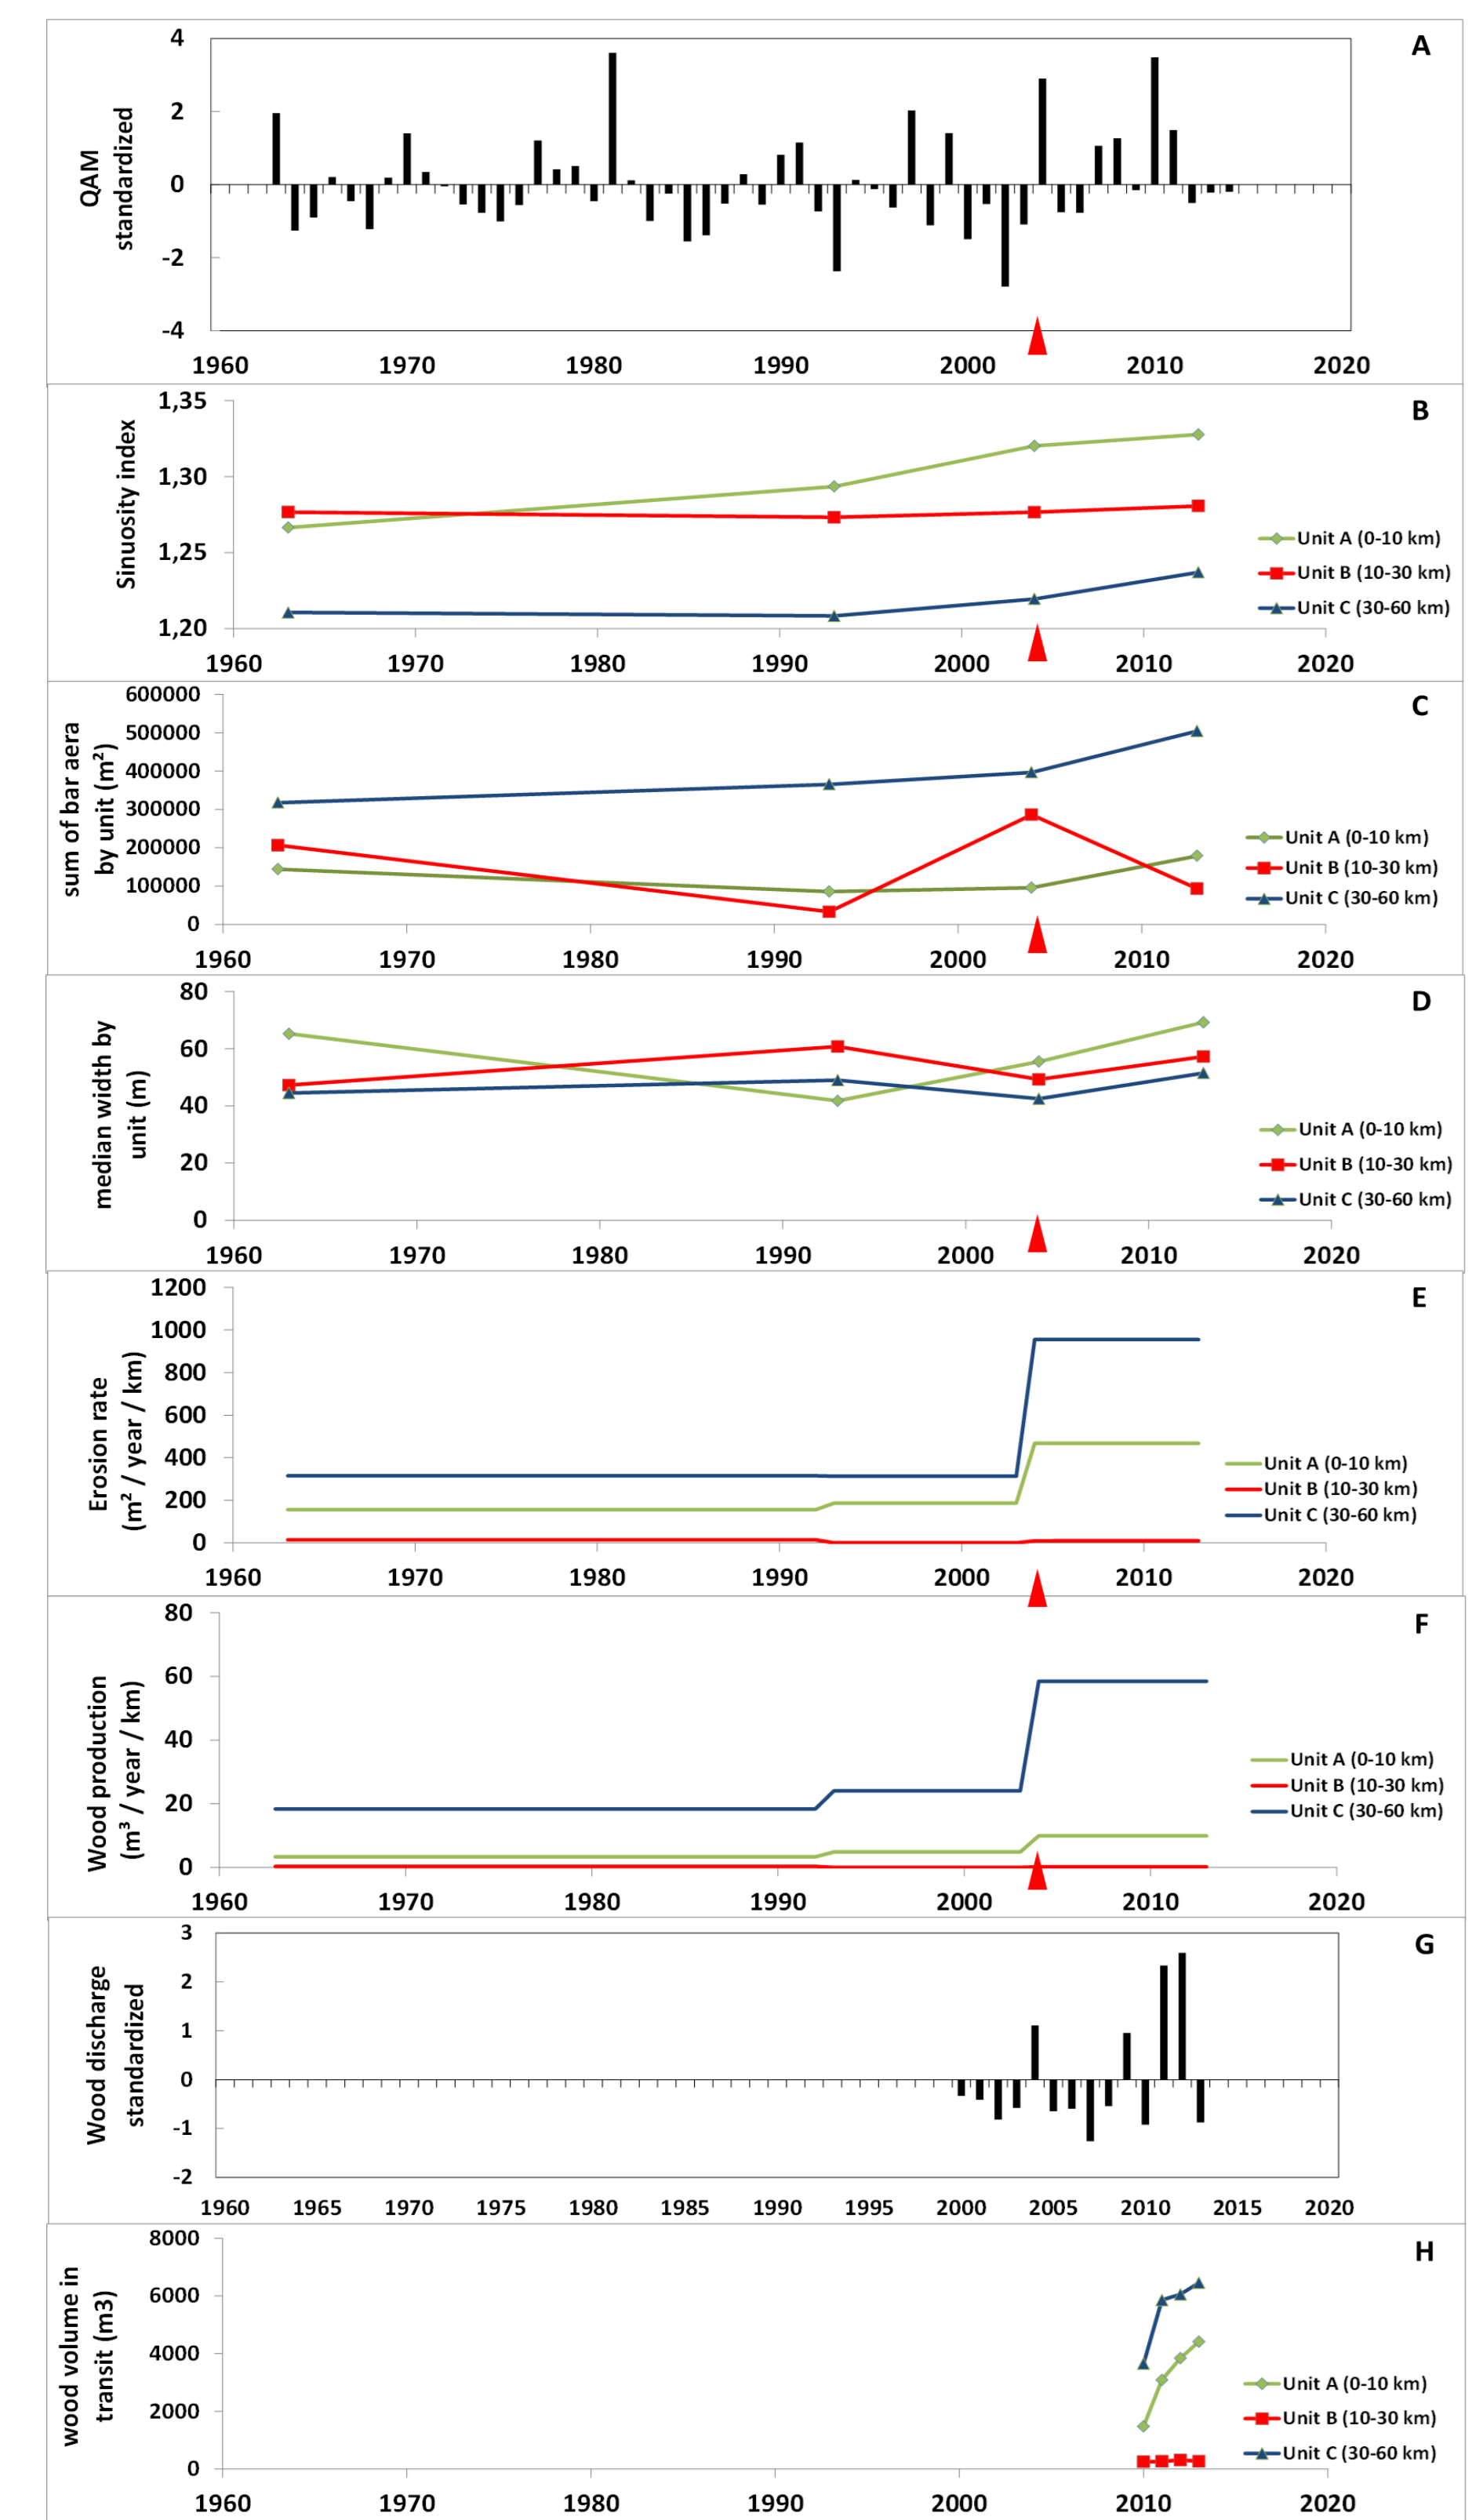 A
QAM
standardized
4
2
0
-2
-4
1960 1970 1980 1990 2000 2010 2020
B
Sinuosity index
1,35
1,30
1,25
1,20
Unit A (0-10 km)
Unit B (10-30 km)
Unit C (30-60 km)
1960 1970 1980 1990 2000 2010 2020
C
sum of bar aera
by unit (m²)
600000
500000
400000
300000
200000
100000
0
Unit A (0-10 km)
Unit B (10-30 km)
Unit C (30-60 km)
1960 1970 1980 1990 2000 2010 2020
D
median width by
unit (m)
80
60
40
20
0
Unit A (0-10 km)
Unit B (10-30 km)
Unit C (30-60 km)
1960 1970 1980 1990 2000 2010 2020
E
Erosion rate
(m² / year / km)
1200
1000
800
600
400
200
0
Unit A (0-10 km)
Unit B (10-30 km)
Unit C (30-60 km)
1960 1970 1980 1990 2000 2010 2020
F
Wood production
(m³ / year / km)
80
60
40
20
0
Unit A (0-10 km)
Unit B (10-30 km)
Unit C (30-60 km)
1960 1970 1980 1990 2000 2010 2020
G
Wood discharge
standardized
3
2
1
0
-1
-2
1960 1965 1970 1975 1980 1985 1990 1995 2000 2005 2010 2015 2020
H
wood volume in
transit (m3)
8000
6000
4000
2000
0
Unit A (0-10 km)
Unit B (10-30 km)
Unit C (30-60 km)
1960 1970 1980 1990 2000 2010 2020